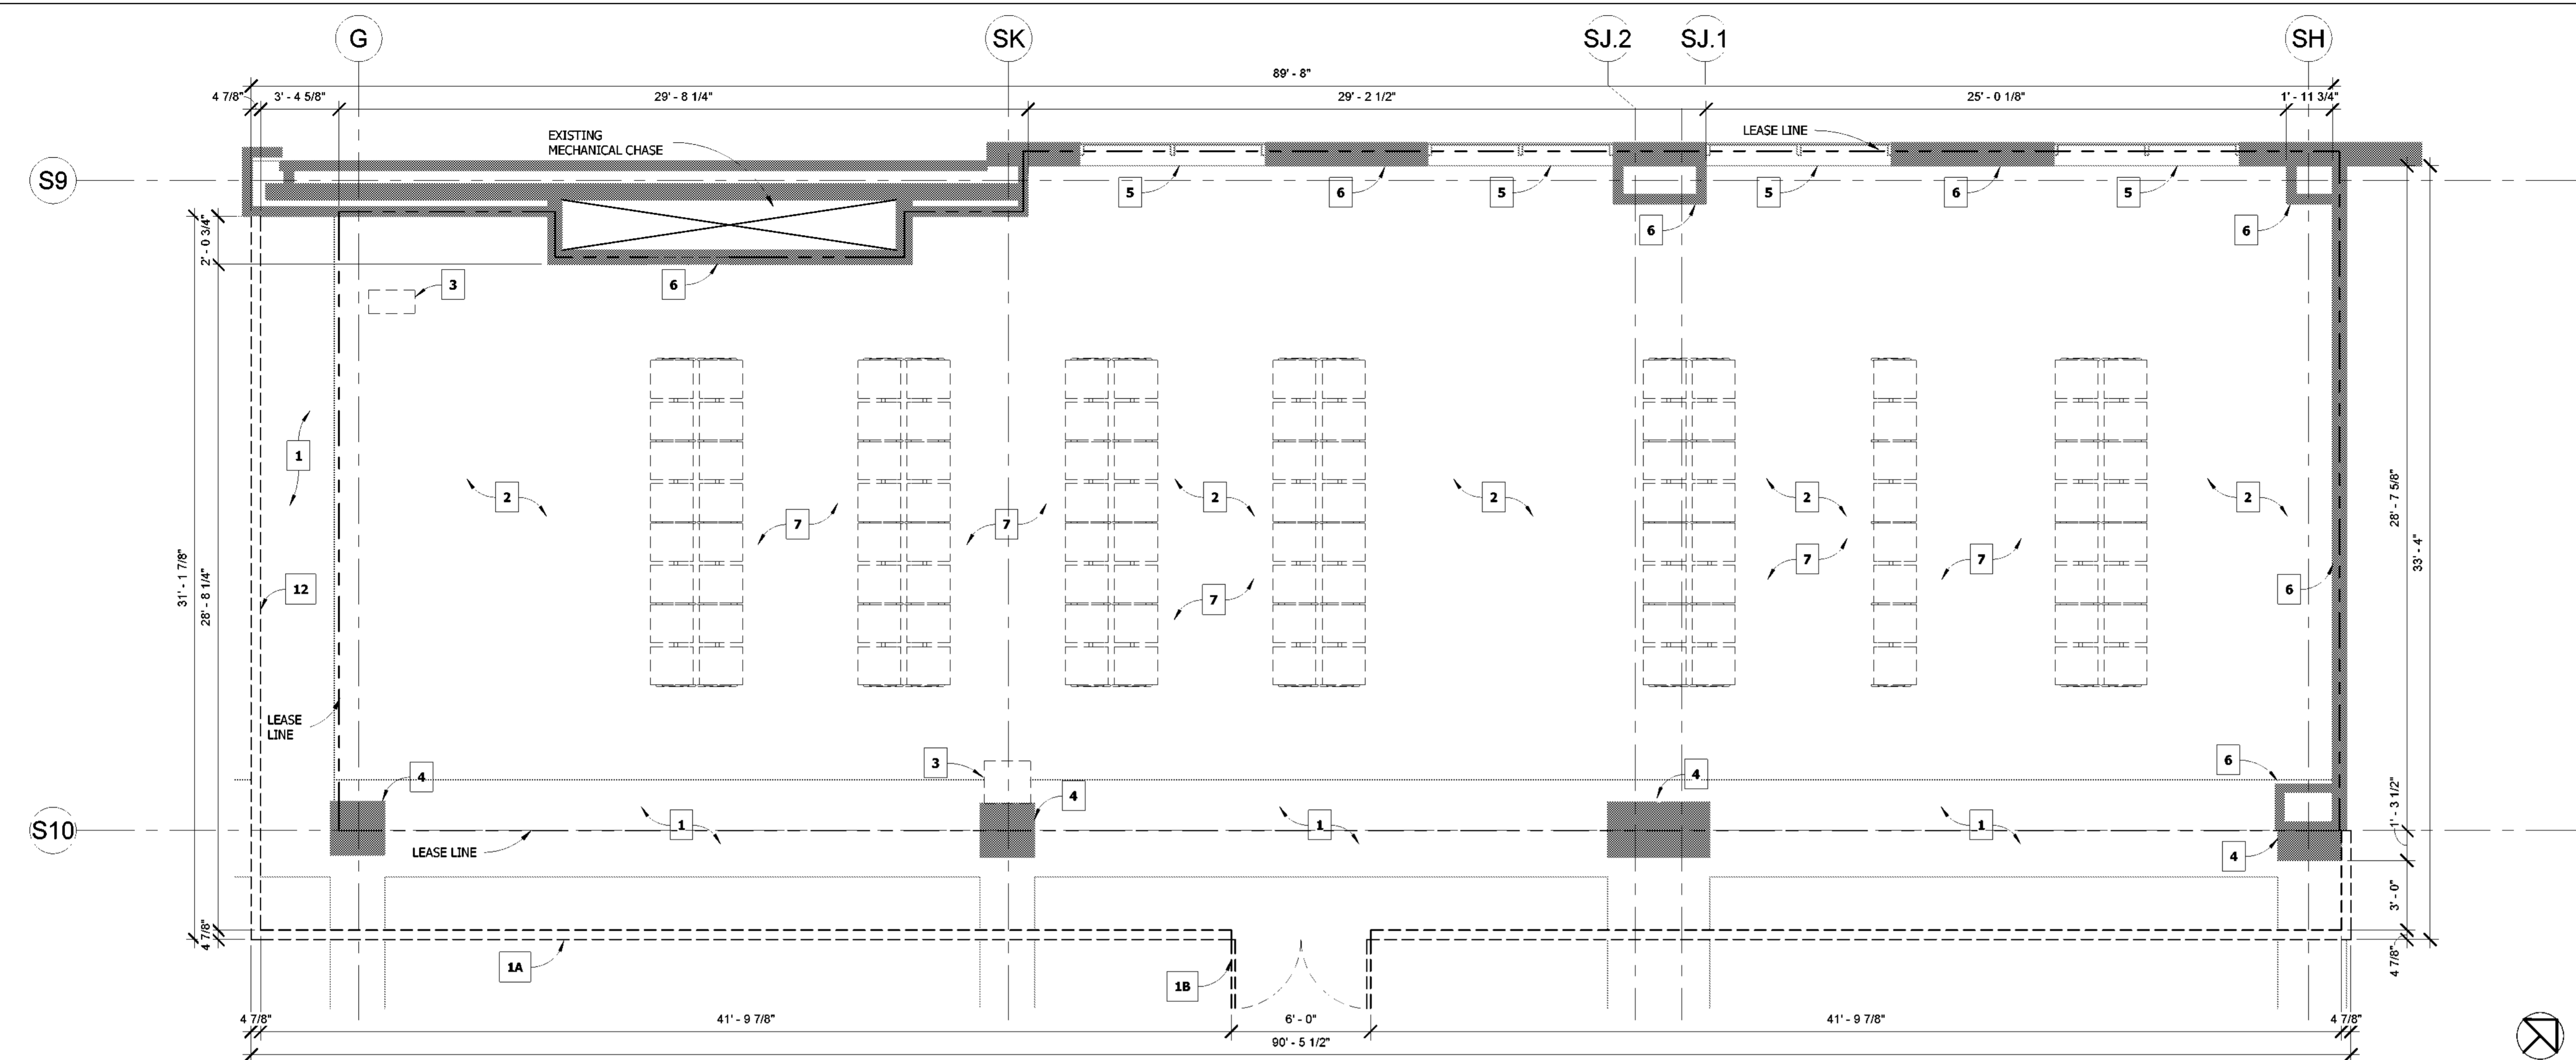 G
SK
SJ.2
SJ.1
SH
89' - 8"
4 7/8"
3' - 4 5/8"
29' - 8 1/4"
29' - 2 1/2"
25' - 0 1/8"
1' - 11 3/4"
EXISTING
MECHANICAL CHASE
LEASE LINE
S9
5
6
5
5
6
5
6
6
2' - 0 3/4"
3
6
1
2
7
7
2
2
2
2
7
7
7
28' - 7 5/8"
33' - 4"
31' - 1 7/8"
28' - 8 1/4"
12
6
LEASE
LINE
3
4
4
4
6
1' - 3 1/2"
S10
1
1
1
LEASE LINE
4
3' - 0"
4 7/8"
1A
1B
4 7/8"
4 7/8"
41' - 9 7/8"
6' - 0"
41' - 9 7/8"
4 7/8"
90' - 5 1/2"